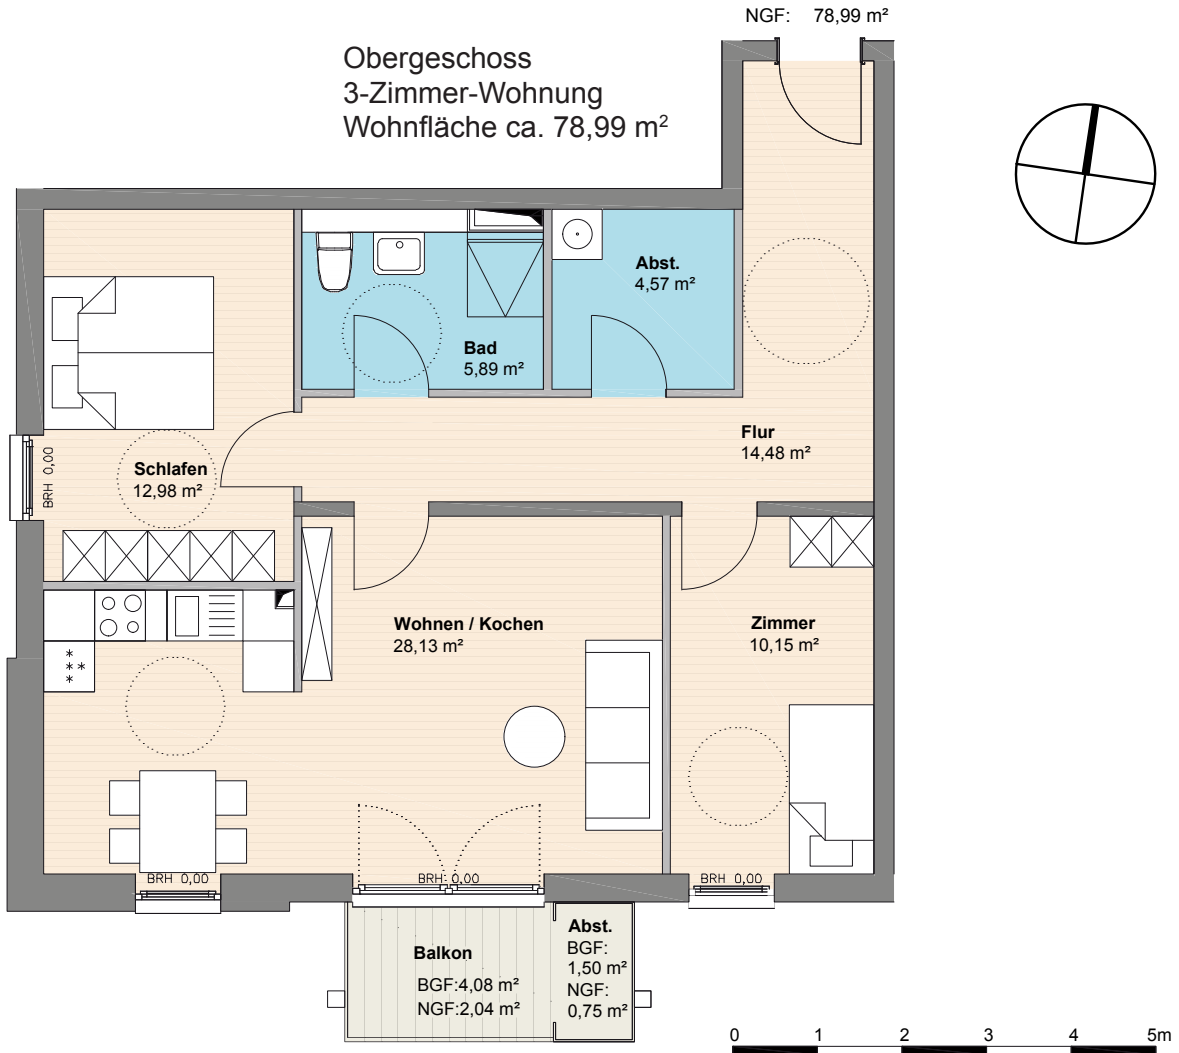 NGF: 78,99 m²
Obergeschoss
3-Zimmer-Wohnung
Wohnfläche ca. 78,99 m²
Abst.
4,57 m²
Bad
5,89 m²
Flur
14,48 m²
Schlafen
12,98 m²
BRH 0,00
Wohnen / Kochen
28,13 m²
Zimmer
10,15 m²
BRH 0,00
BRH 0,00
BRH 0,00
Balkon
BGF:4,08 m²
NGF:2,04 m²
Abst.
BGF:
1,50 m²
NGF:
0,75 m²
0 1 2 3 4 5m